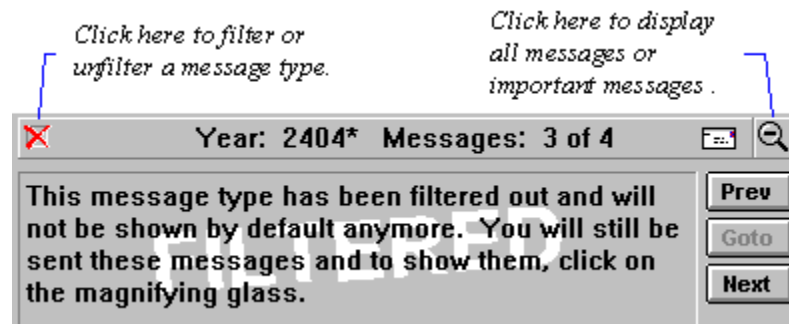 Click here to filter or
unfilter a message type.
Click here to display
all messages or
important messages .
Year: 2404* Messages: 3 of 4
This message type has been filtered out and will
not be shown by default anymore. You will still be
sent these messages and to show them, click on
the magnifying glass.
FILTERED
Prev
Goto
Next